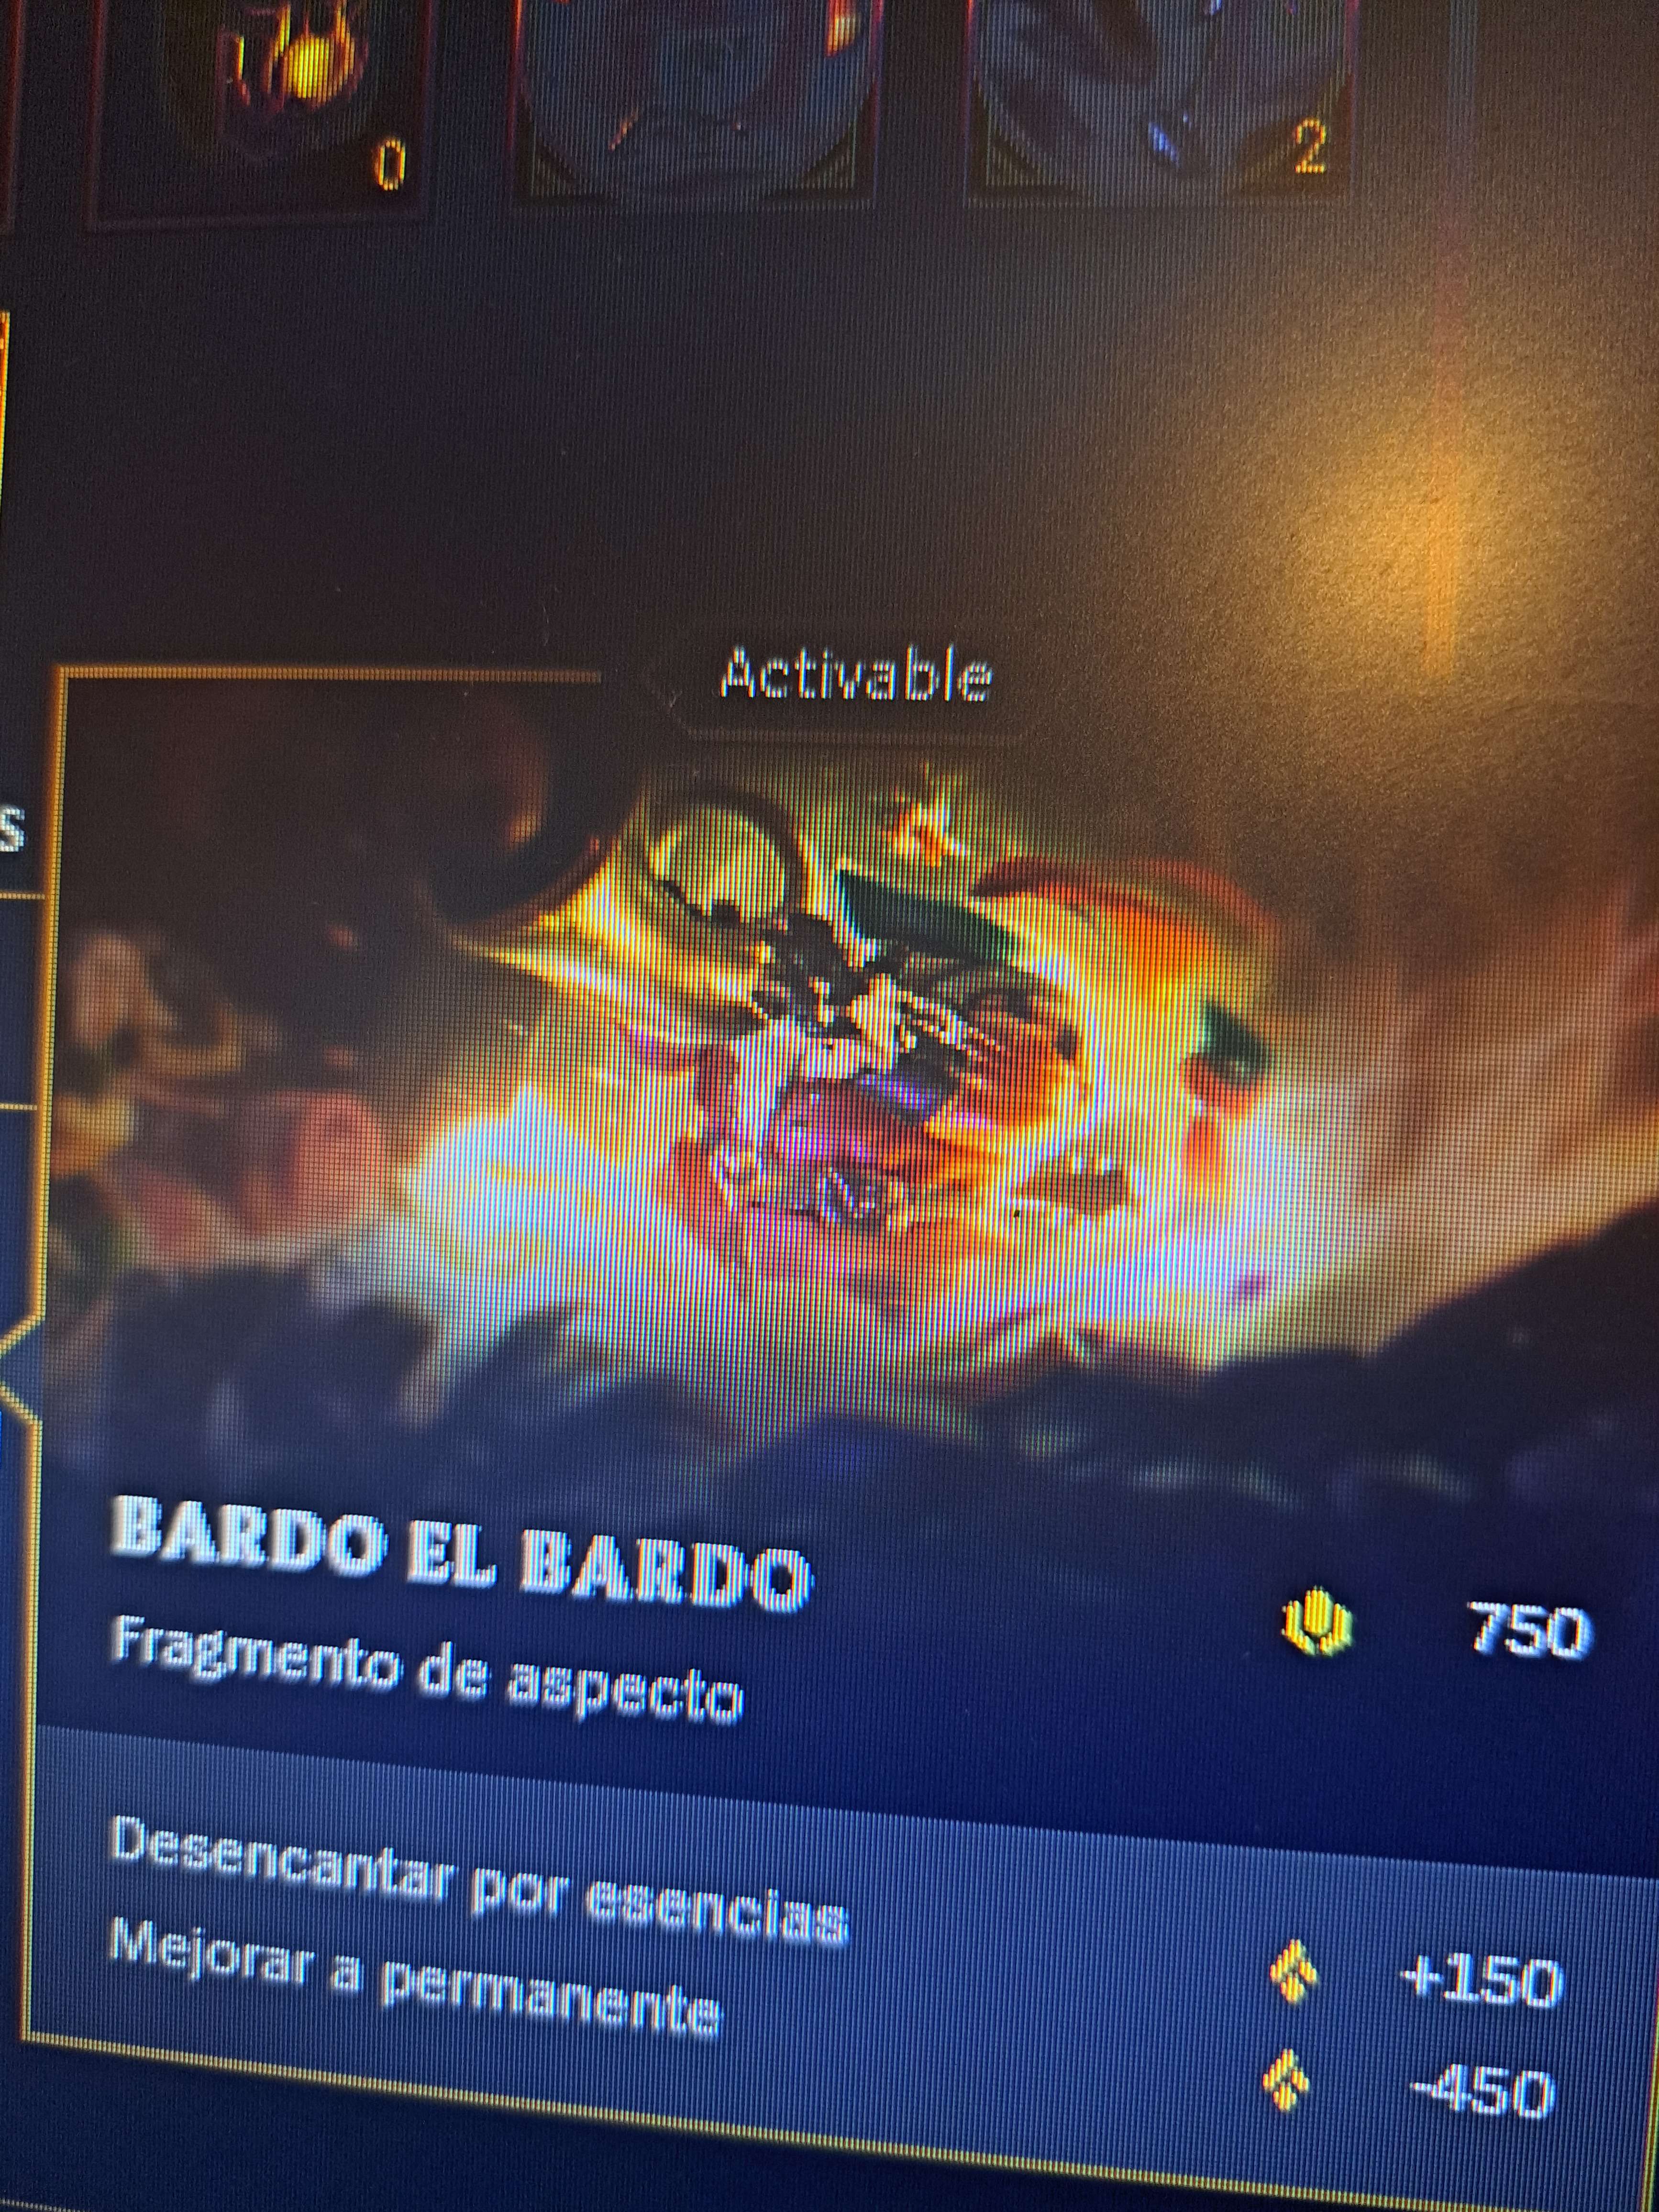 0
2
Activable
s
BARDO EL BARDO
750
Fragmento de aspecto
Desencantar por esencias
+150
Mejorar a permanente
-450